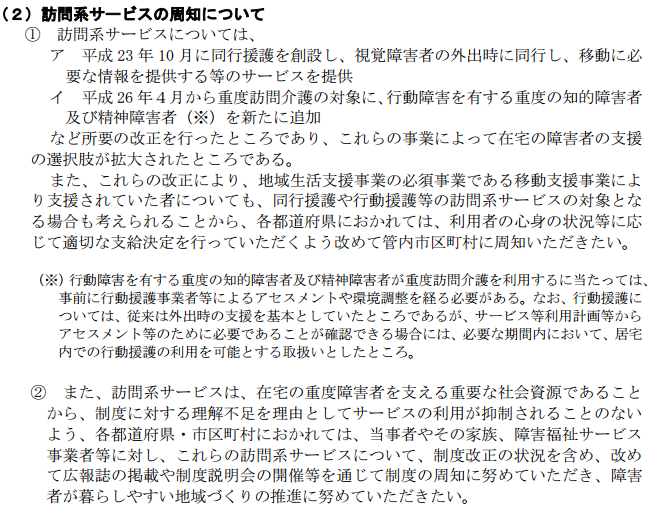 （２）訪問系サービスの周知について
① 訪問系サービスについては、
ア 平成 23 年 10 月に同行援護を創設し、視覚障害者の外出時に同行し、移動に必
要な情報を提供する等のサービスを提供
イ 平成 26 年４月から重度訪問介護の対象に、行動障害を有する重度の知的障害者
及び精神障害者（※）を新たに追加
など所要の改正を行ったところであり、これらの事業によって在宅の障害者の支援
の選択肢が拡大されたところである。
また、これらの改正により、地域生活支援事業の必須事業である移動支援事業によ
り支援されていた者についても、同行援護や行動援護等の訪問系サービスの対象とな
る場合も考えられることから、各都道府県におかれては、利用者の心身の状況等に応
じて適切な支給決定を行っていただくよう改めて管内市区町村に周知いただきたい。
（※）行動障害を有する重度の知的障害者及び精神障害者が重度訪問介護を利用するに当たっては、
事前に行動援護事業者等によるアセスメントや環境調整を経る必要がある。なお、行動援護に
ついては、従来は外出時の支援を基本としていたところであるが、サービス等利用計画等から
アセスメント等のために必要であることが確認できる場合には、必要な期間内において、居宅
内での行動援護の利用を可能とする取扱いとしたところ。
② また、訪問系サービスは、在宅の重度障害者を支える重要な社会資源であること
から、制度に対する理解不足を理由としてサービスの利用が抑制されることのない
よう、各都道府県・市区町村におかれては、当事者やその家族、障害福祉サービス
事業者等に対し、これらの訪問系サービスについて、制度改正の状況を含め、改め
て広報誌の掲載や制度説明会の開催等を通じて制度の周知に努めていただき、障害
者が暮らしやすい地域づくりの推進に努めていただきたい。